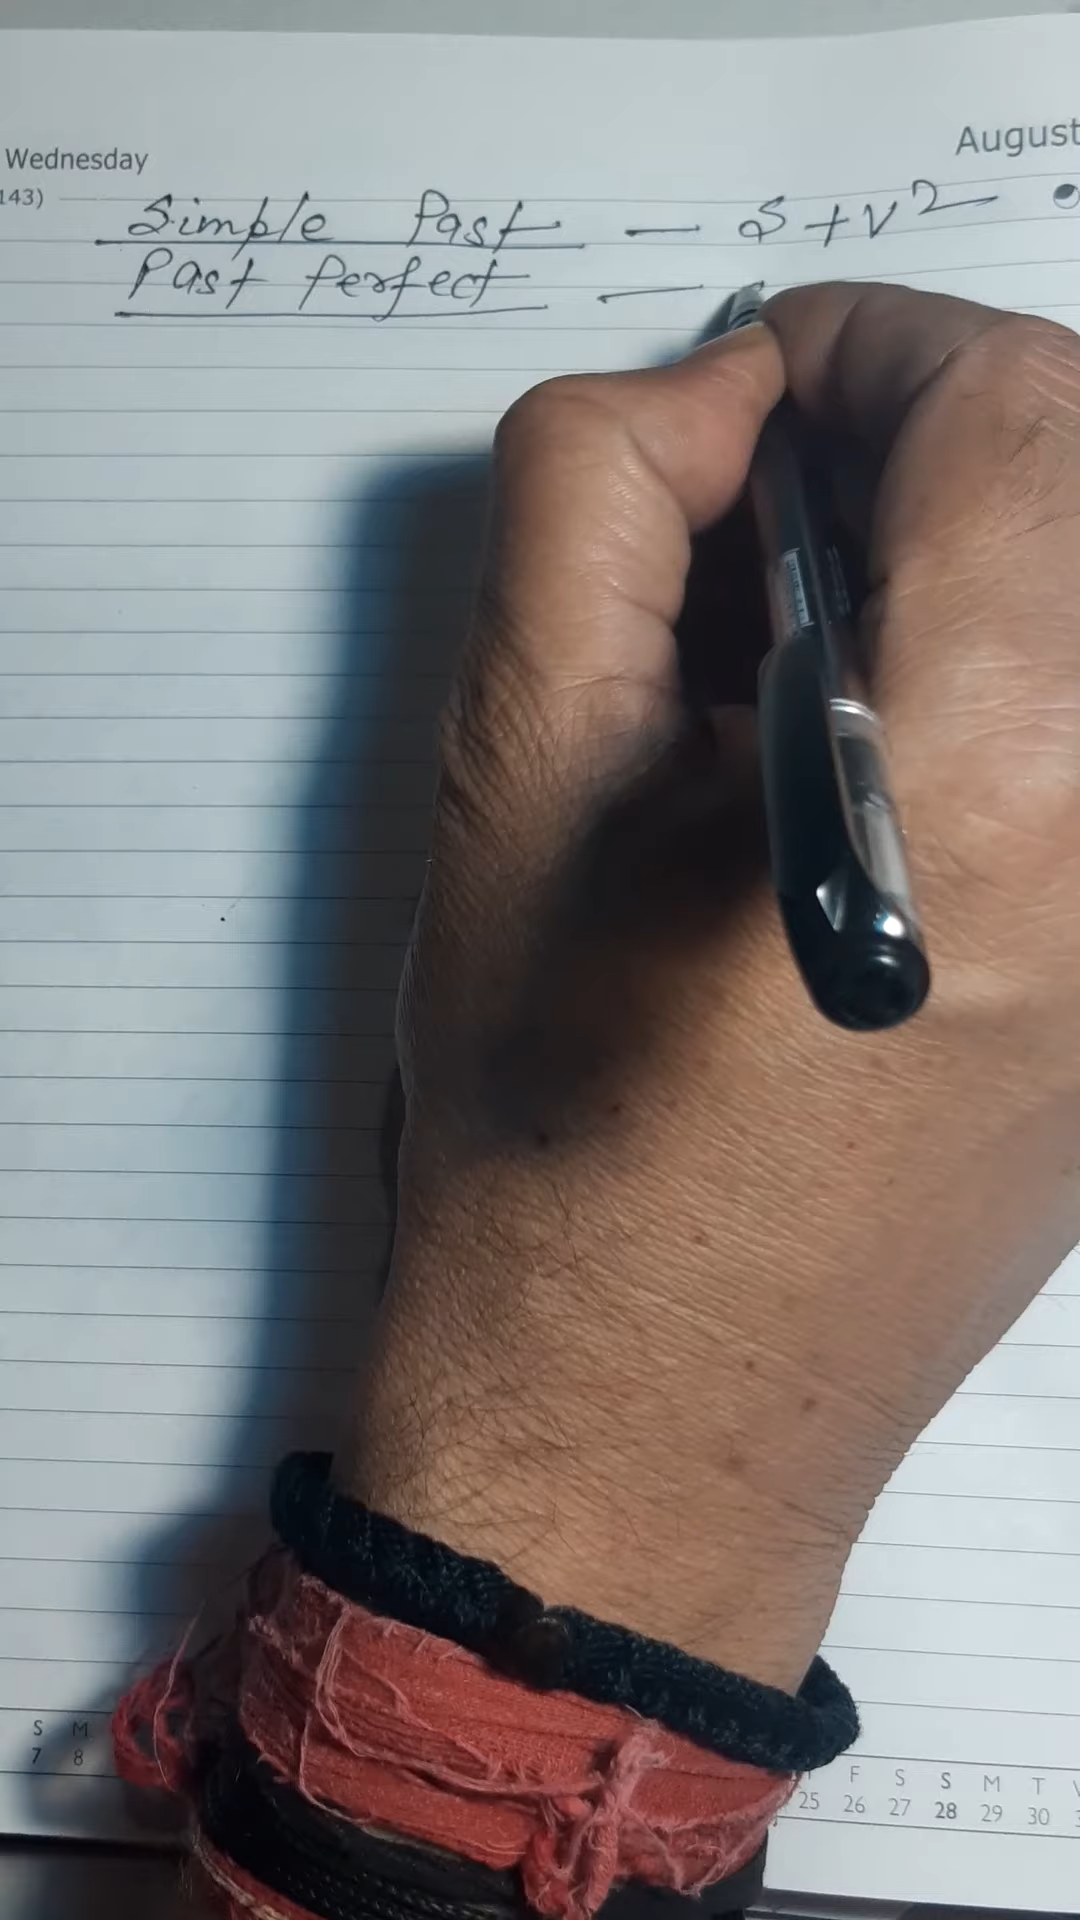 Wednesday August
143)
Simple Past — S+V2 —
Past Perfect — S
S M F S S M T
7 8 25 26 27 28 29 30